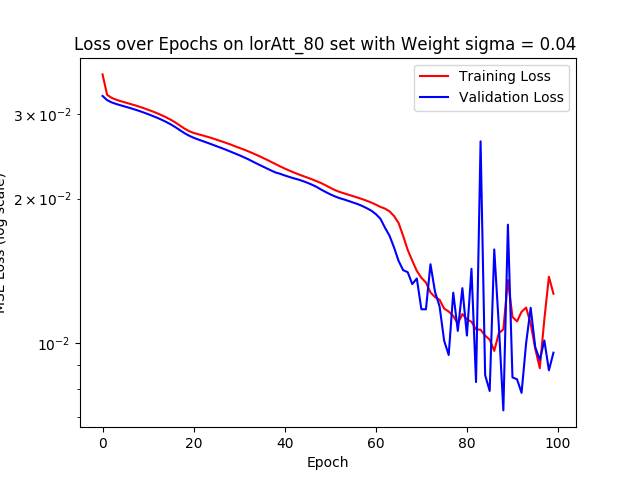 Loss over Epochs on lorAtt_80 set with Weight sigma = 0.04
Training Loss
Validation Loss
3 × 10⁻²
2 × 10⁻²
10⁻²
MSE Loss (log scale)
0 20 40 60 80 100
Epoch